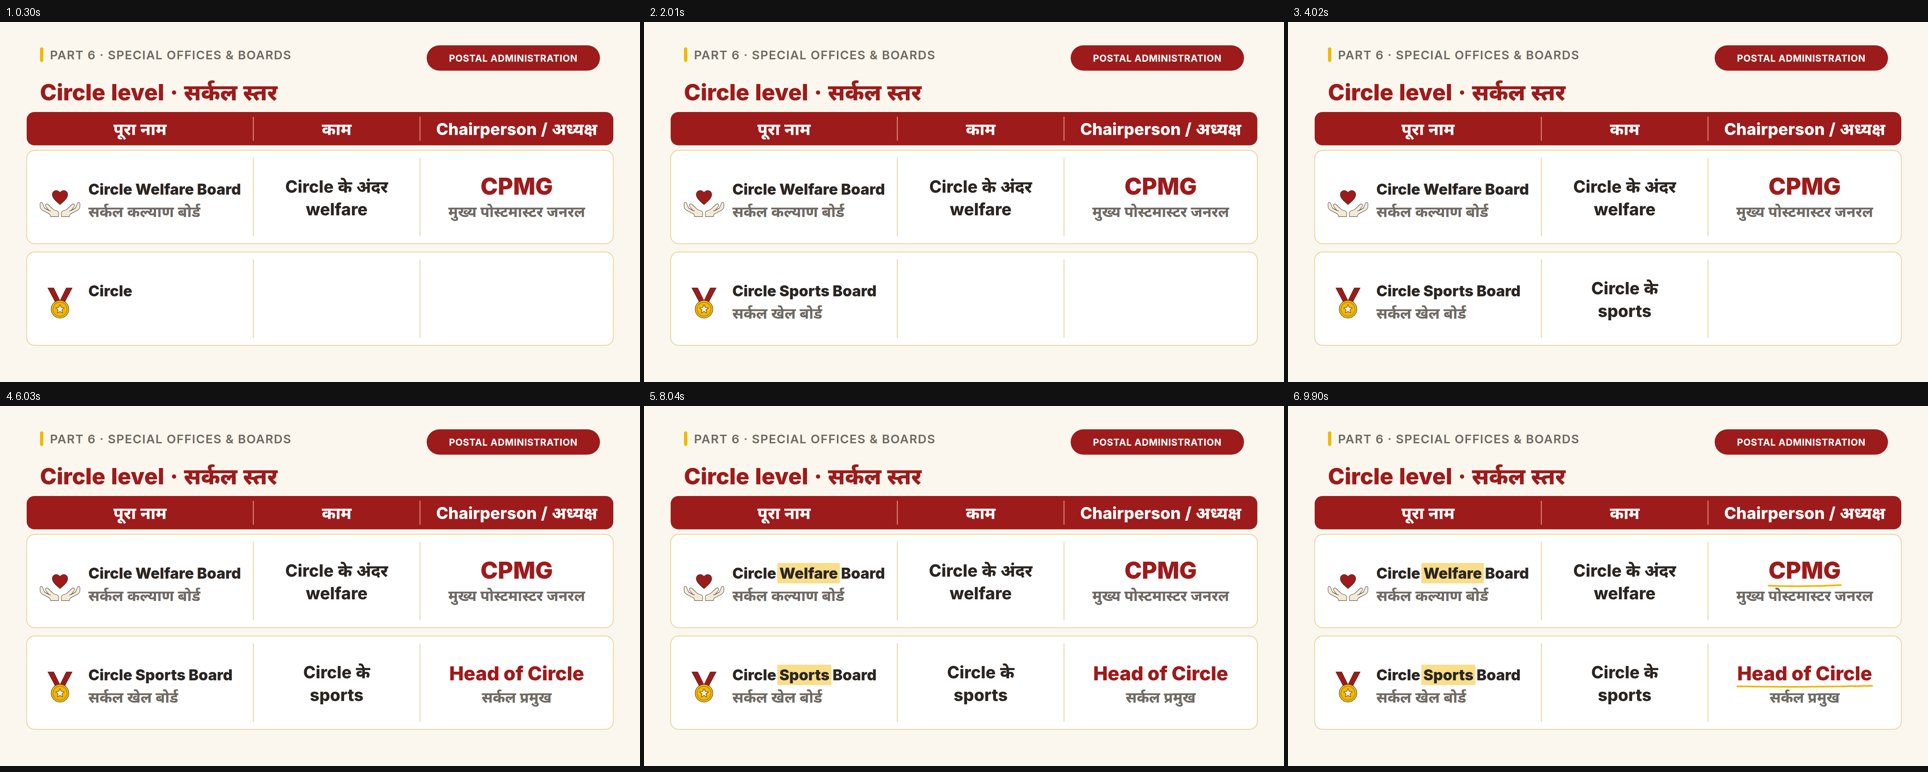 1. 0.30s
PART 6 · SPECIAL OFFICES & BOARDS
POSTAL ADMINISTRATION
Circle level · सर्कल स्तर
पूरा नाम
काम
Chairperson / अध्यक्ष
Circle Welfare Board
सर्कल कल्याण बोर्ड
Circle के अंदर
welfare
CPMG
मुख्य पोस्टमास्टर जनरल
Circle
2. 2.01s
PART 6 · SPECIAL OFFICES & BOARDS
POSTAL ADMINISTRATION
Circle level · सर्कल स्तर
पूरा नाम
काम
Chairperson / अध्यक्ष
Circle Welfare Board
सर्कल कल्याण बोर्ड
Circle के अंदर
welfare
CPMG
मुख्य पोस्टमास्टर जनरल
Circle Sports Board
सर्कल खेल बोर्ड
3. 4.02s
PART 6 · SPECIAL OFFICES & BOARDS
POSTAL ADMINISTRATION
Circle level · सर्कल स्तर
पूरा नाम
काम
Chairperson / अध्यक्ष
Circle Welfare Board
सर्कल कल्याण बोर्ड
Circle के अंदर
welfare
CPMG
मुख्य पोस्टमास्टर जनरल
Circle Sports Board
सर्कल खेल बोर्ड
Circle के
sports
4. 6.03s
PART 6 · SPECIAL OFFICES & BOARDS
POSTAL ADMINISTRATION
Circle level · सर्कल स्तर
पूरा नाम
काम
Chairperson / अध्यक्ष
Circle Welfare Board
सर्कल कल्याण बोर्ड
Circle के अंदर
welfare
CPMG
मुख्य पोस्टमास्टर जनरल
Circle Sports Board
सर्कल खेल बोर्ड
Circle के
sports
Head of Circle
सर्कल प्रमुख
5. 8.04s
PART 6 · SPECIAL OFFICES & BOARDS
POSTAL ADMINISTRATION
Circle level · सर्कल स्तर
पूरा नाम
काम
Chairperson / अध्यक्ष
Circle Welfare Board
सर्कल कल्याण बोर्ड
Circle के अंदर
welfare
CPMG
मुख्य पोस्टमास्टर जनरल
Circle Sports Board
सर्कल खेल बोर्ड
Circle के
sports
Head of Circle
सर्कल प्रमुख
6. 9.90s
PART 6 · SPECIAL OFFICES & BOARDS
POSTAL ADMINISTRATION
Circle level · सर्कल स्तर
पूरा नाम
काम
Chairperson / अध्यक्ष
Circle Welfare Board
सर्कल कल्याण बोर्ड
Circle के अंदर
welfare
CPMG
मुख्य पोस्टमास्टर जनरल
Circle Sports Board
सर्कल खेल बोर्ड
Circle के
sports
Head of Circle
सर्कल प्रमुख